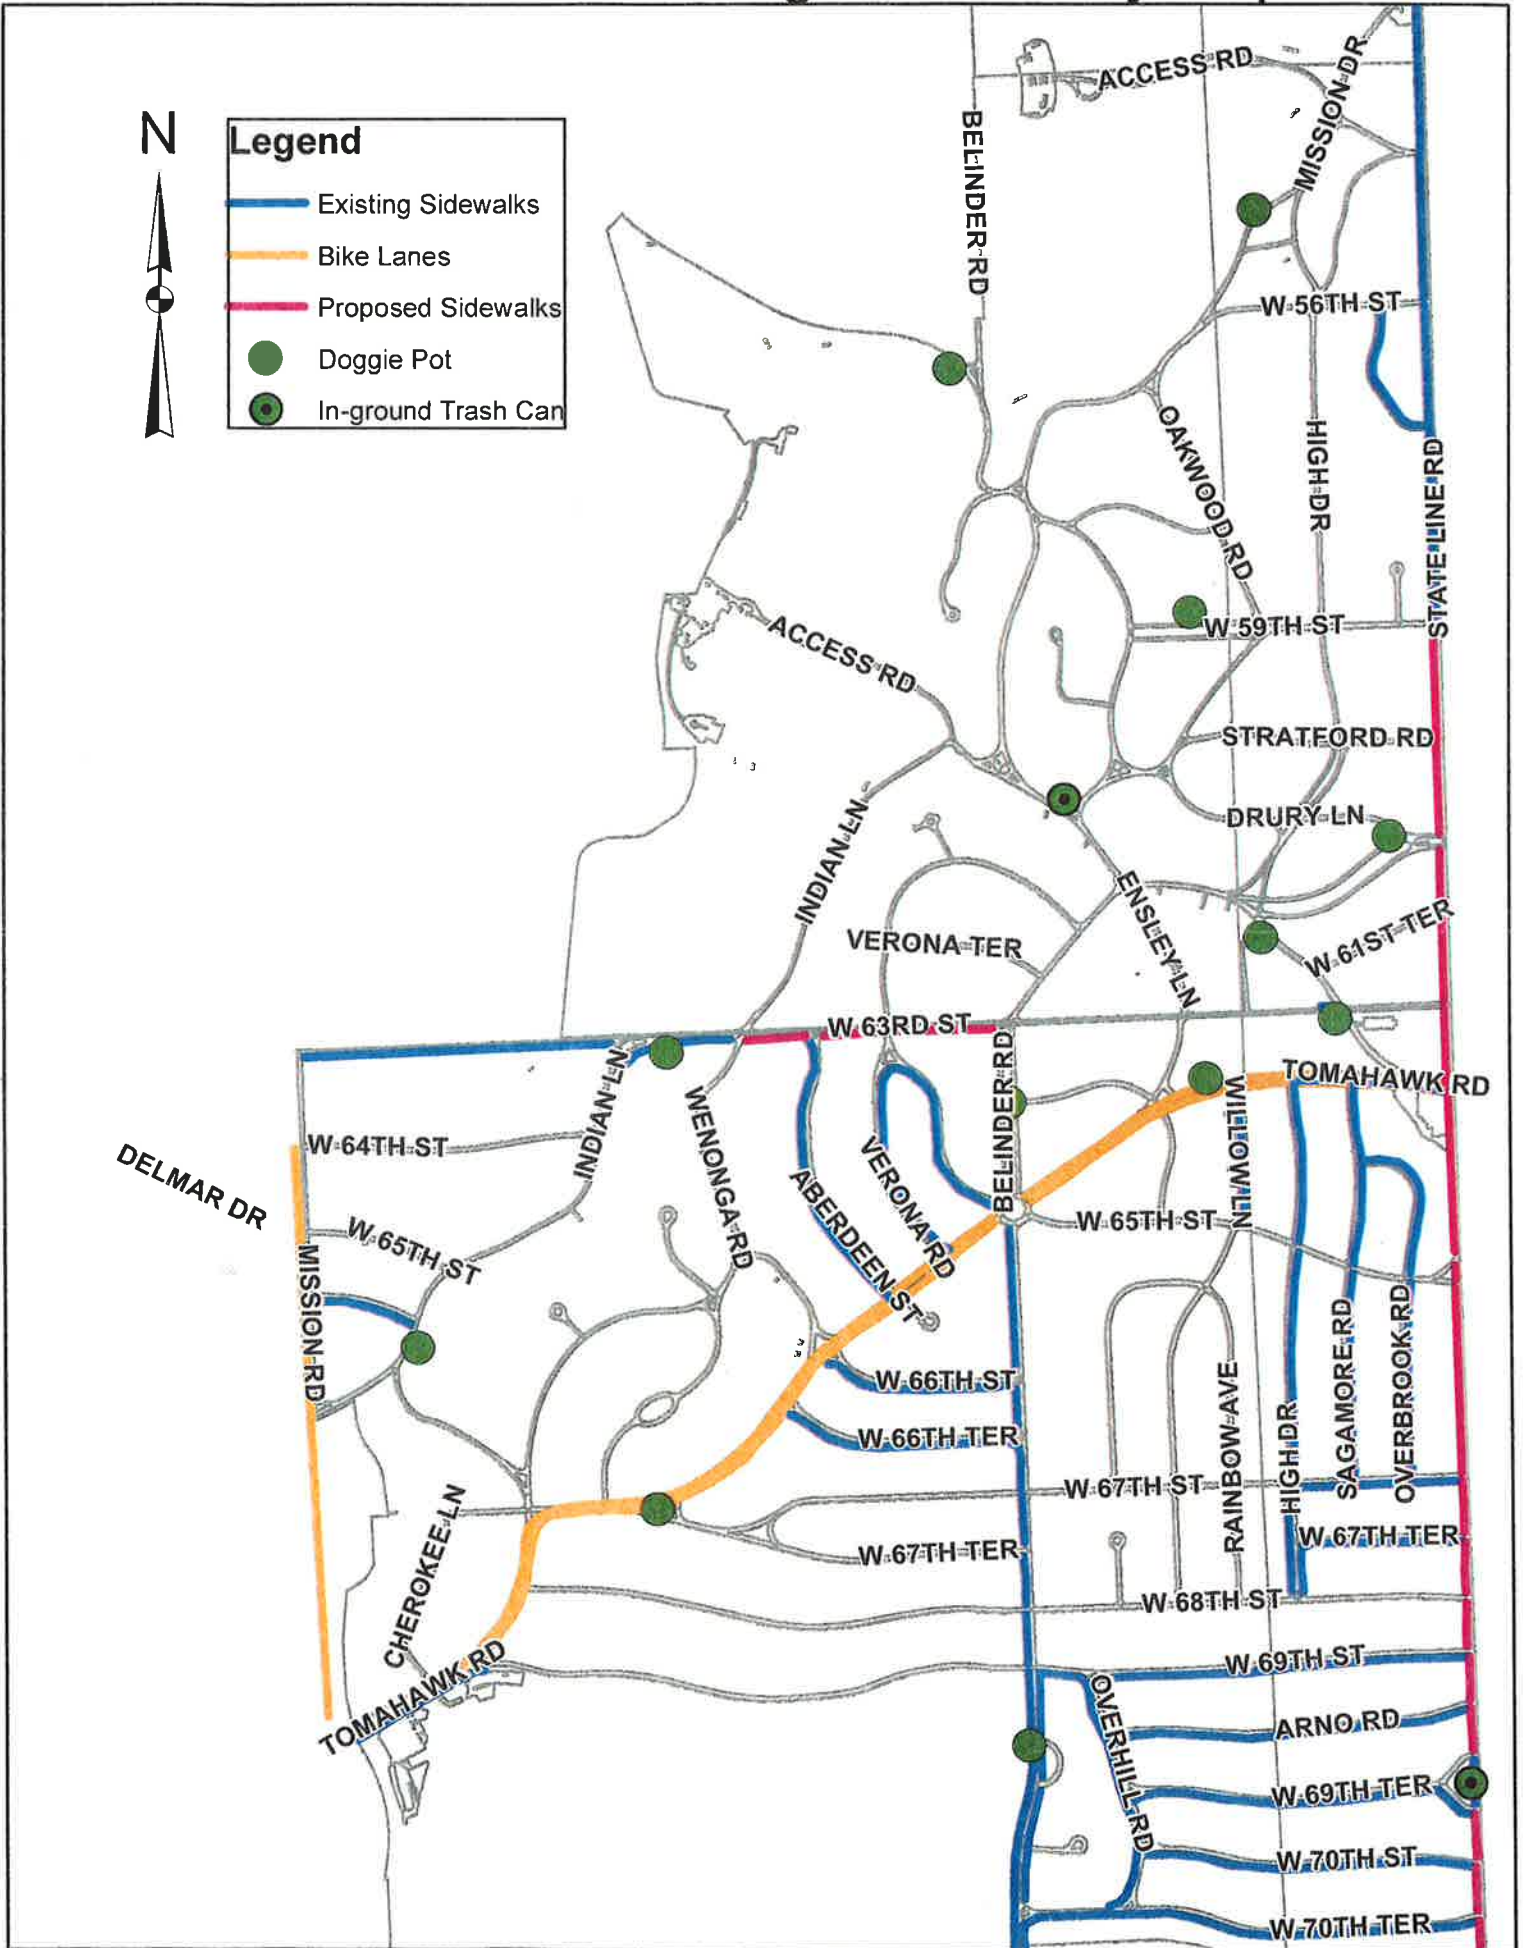 N
Legend
Existing Sidewalks
Bike Lanes
Proposed Sidewalks
Doggie Pot
In-ground Trash Can
ACCESS RD
MISSION DR
BELINDER RD
W 56TH ST
OAKWOOD RD
HIGH DR
STATE LINE RD
W 59TH ST
ACCESS RD
STRATFORD RD
DRURY LN
INDIAN LN
ENSLEY LN
VERONA TER
W 61ST TER
W 63RD ST
TOMAHAWK RD
INDIAN LN
WENONGA RD
BELINDER RD
WILLOW LN
W 64TH ST
DELMAR DR
VERONA RD
ABERDEEN ST
W 65TH ST
W 65TH ST
MISSION RD
W 66TH ST
SAGAMORE RD
OVERBROOK RD
RAINBOW AVE
HIGH DR
W 66TH TER
W 67TH ST
W 67TH TER
W 67TH TER
CHEROKEE LN
W 68TH ST
TOMAHAWK RD
W 69TH ST
OVERHILL RD
ARNO RD
W 69TH TER
W 70TH ST
W 70TH TER